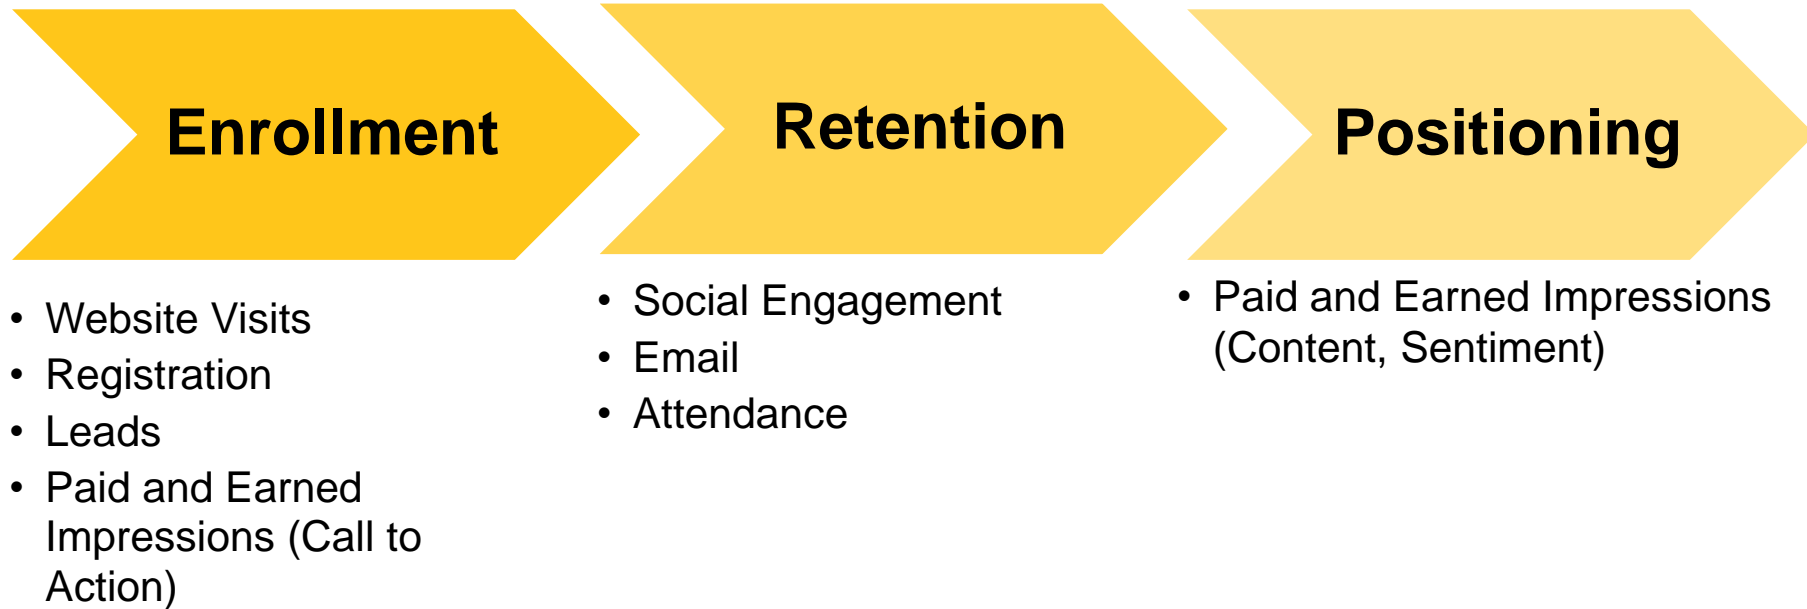 Enrollment
• Website Visits
• Registration
• Leads
• Paid and Earned
Impressions (Call to
Action)
Retention
• Social Engagement
• Email
• Attendance
Positioning
• Paid and Earned Impressions
(Content, Sentiment)